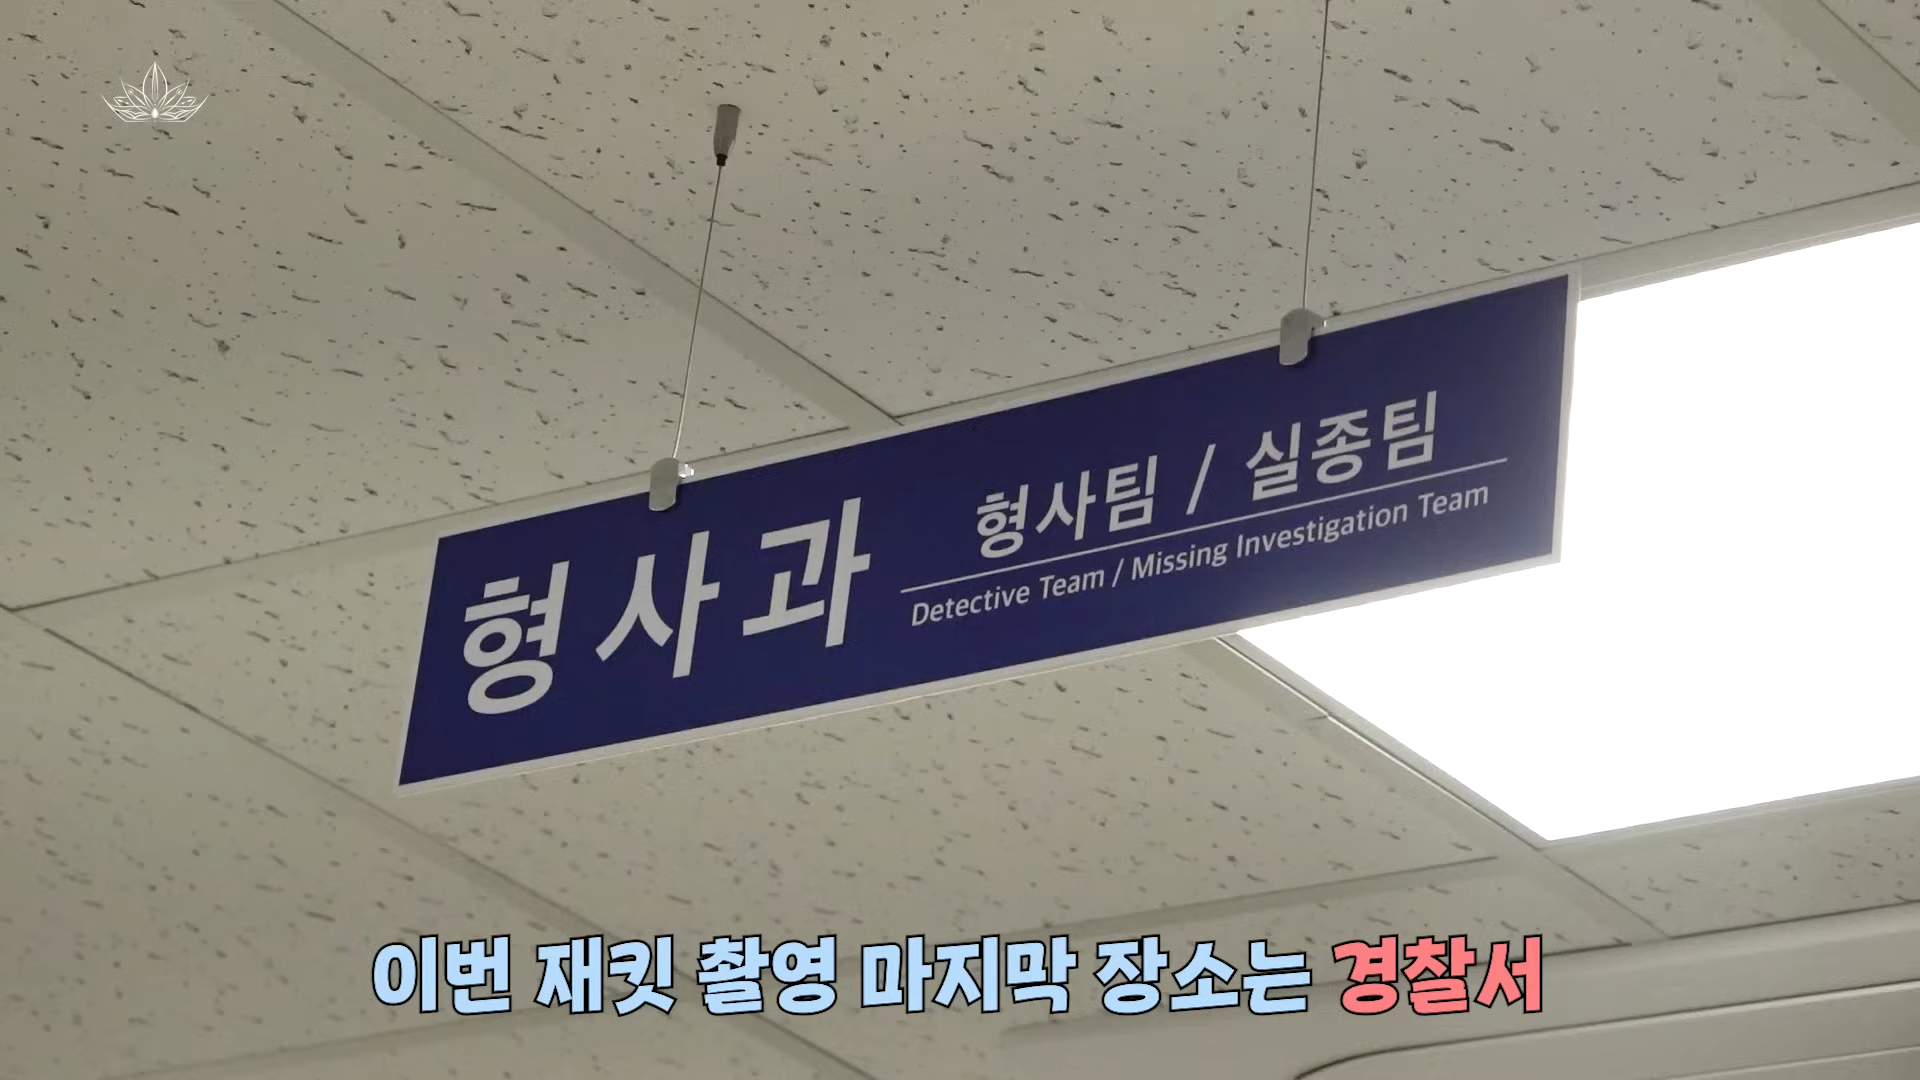 형사과
형사팀 / 실종팀
Detective Team / Missing Investigation Team
이번 재킷 촬영 마지막 장소는 경찰서